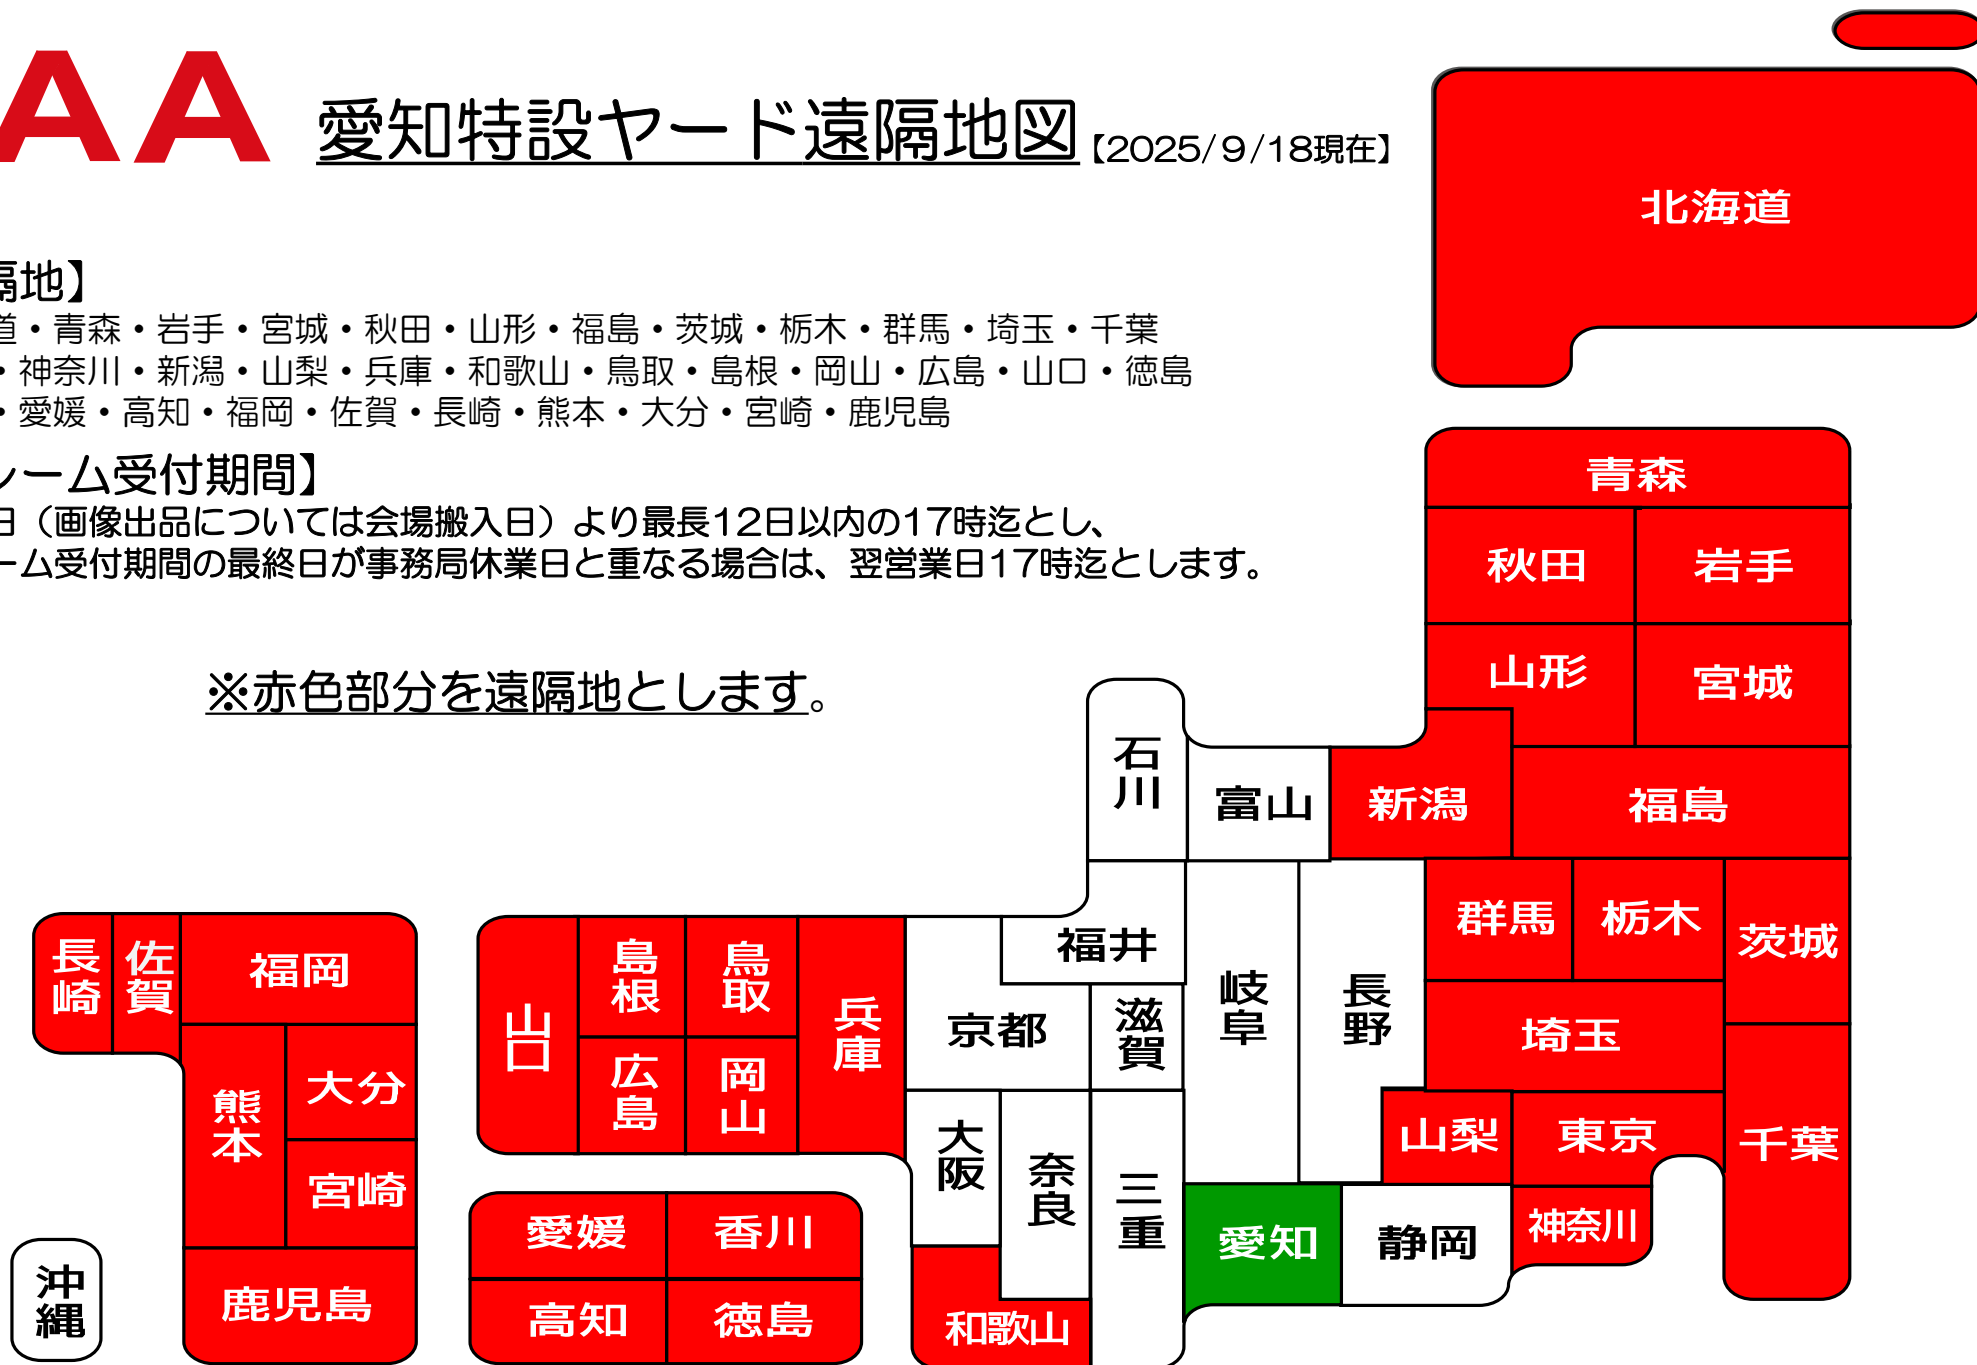 AA
愛知特設ヤード遠隔地図【2025/9/18現在】
隔地】
道・青森・岩手・宮城・秋田・山形・福島・茨城・栃木・群馬・埼玉・千葉
・神奈川・新潟・山梨・兵庫・和歌山・鳥取・島根・岡山・広島・山口・徳島
・愛媛・高知・福岡・佐賀・長崎・熊本・大分・宮崎・鹿児島
レーム受付期間】
日（画像出品については会場搬入日）より最長12日以内の17時迄とし、
ーム受付期間の最終日が事務局休業日と重なる場合は、翌営業日17時迄とします。
※赤色部分を遠隔地とします。
北海道
青森
秋田
岩手
山形
宮城
石川
富山
新潟
福島
群馬
栃木
茨城
福井
岐阜
長野
埼玉
京都
滋賀
山梨
東京
千葉
神奈川
大阪
奈良
三重
愛知
静岡
和歌山
兵庫
鳥取
島根
岡山
広島
山口
愛媛
香川
高知
徳島
長崎
佐賀
福岡
熊本
大分
宮崎
鹿児島
沖縄